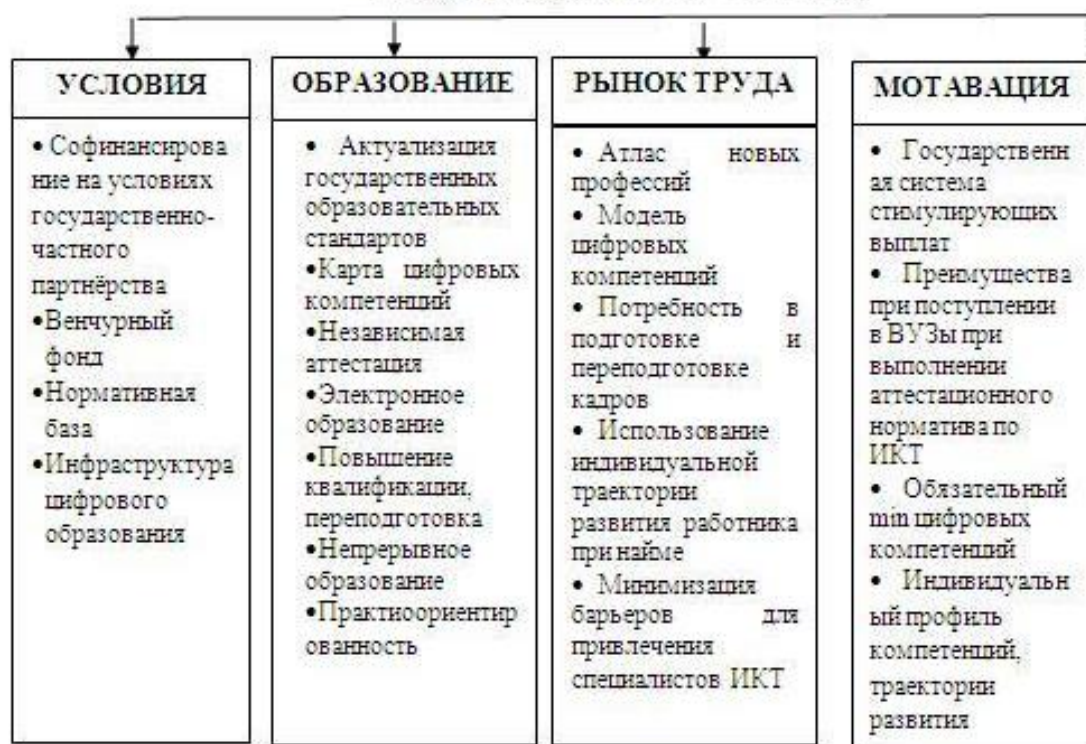 УСЛОВИЯ
• Софинансирова
ние на условиях
государственно-
частного
партнёрства
•Венчурный
фонд
•Нормативная
база
•Инфраструктура
цифрового
образования
ОБРАЗОВАНИЕ
• Актуализация
государственных
образовательных
стандартов
•Карта цифровых
компетенций
•Независимая
аттестация
•Электронное
образование
•Повышение
квалификации,
переподготовка
•Непрерывное
образование
•Практиоориентир
ованность
РЫНОК ТРУДА
• Атлас новых
профессий
• Модель
цифровых
компетенций
• Потребность в
подготовке и
переподготовке
кадров
• Использование
индивидуальной
траектории
развития работника
при найме
• Минимизация
барьеров для
привлечения
специалистов ИКТ
МОТАВАЦИЯ
• Государственн
ая система
стимулирующих
выплат
• Преимущества
при поступлении
в ВУЗы при
выполнении
аттестационного
норматива по
ИКТ
• Обязательный
min цифровых
компетенций
• Индивидуальн
ый профиль
компетенций,
траектории
развития